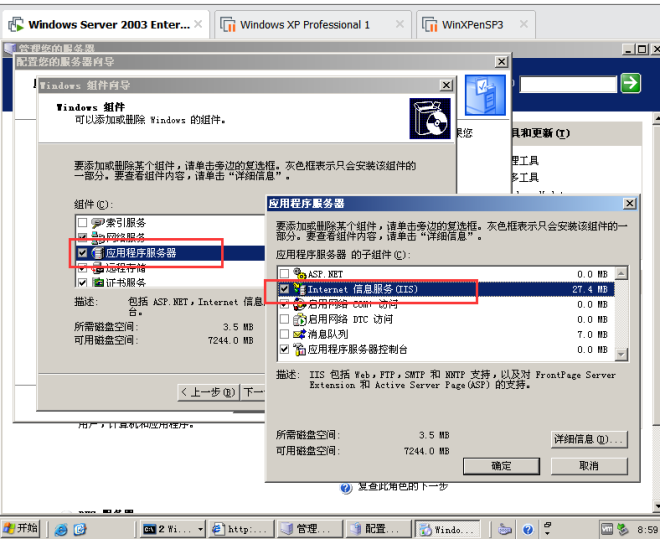 Windows Server 2003 Enter... ×
Windows XP Professional 1 ×
WinXPenSP3 ×
管理您的服务器
配置您的服务器向导
Windows 组件向导
Windows 组件
可以添加或删除 Windows 的组件。
要添加或删除某个组件，请单击旁边的复选框。灰色框表示只会安装该组件的
一部分。要查看组件内容，请单击“详细信息”。
组件(C):
索引服务
网络服务
应用程序服务器
远程存储
证书服务
描述: 包括 ASP.NET，Internet 信息
台。
所需磁盘空间: 3.5 MB
可用磁盘空间: 7244.0 MB
< 上一步(B)
下一
具和更新(T)
理工具
多工具
应用程序服务器
要添加或删除某个组件，请单击旁边的复选框。灰色框表示只会安装该组件的一
部分。要查看组件内容，请单击“详细信息”。
应用程序服务器 的子组件(C):
ASP.NET 0.0 MB
Internet 信息服务(IIS) 27.4 MB
启用网络 COM+ 访问 0.0 MB
启用网络 DTC 访问 0.0 MB
消息队列 7.0 MB
应用程序服务器控制台 0.0 MB
描述: IIS 包括 Web，FTP，SMTP 和 NNTP 支持，以及对 FrontPage Server
Extension 和 Active Server Page(ASP) 的支持。
所需磁盘空间: 3.5 MB
可用磁盘空间: 7244.0 MB
详细信息(D)...
确定
取消
用户，计算机和应用程序。
复查此角色的下一步
开始
2 Wi...
http:...
管理...
配置...
Windo...
8:59